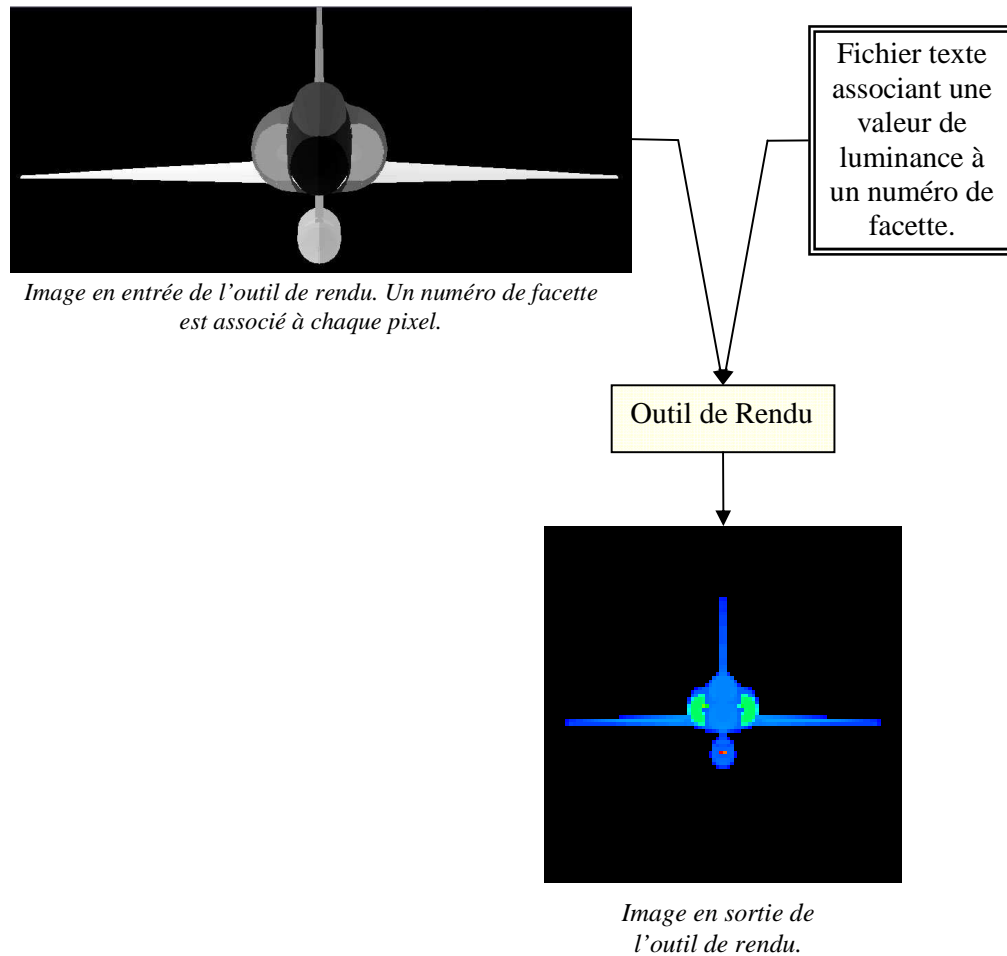 Fichier texte
associant une
valeur de
luminance à
un numéro de
facette.
Image en entrée de l’outil de rendu. Un numéro de facette
est associé à chaque pixel.
Outil de Rendu
Image en sortie de
l’outil de rendu.